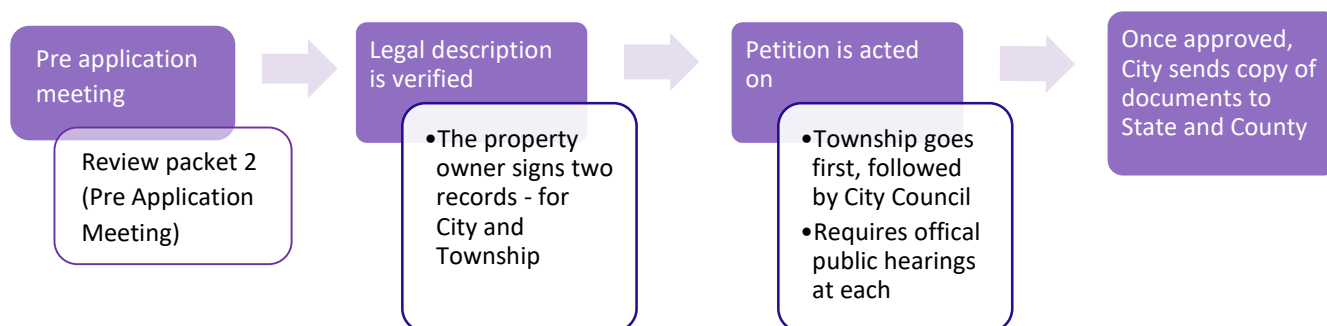 Pre application
meeting
Review packet 2
(Pre Application
Meeting)
Legal description
is verified
•The property
owner signs two
records - for
City and
Township
Petition is acted
on
•Township goes
first, followed
by City Council
•Requires offical
public hearings
at each
Once approved,
City sends copy of
documents to
State and County